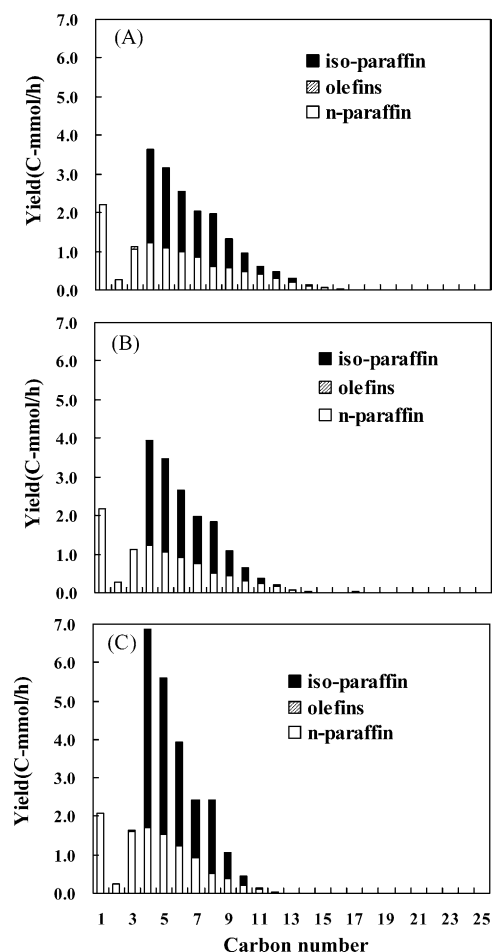 7.0
(A)
6.0
iso-paraffin
olefins
5.0
n-paraffin
4.0
3.0
2.0
1.0
0.0
Yield(C-mmol/h)
7.0
(B)
6.0
iso-paraffin
olefins
5.0
n-paraffin
4.0
3.0
2.0
1.0
0.0
Yield(C-mmol/h)
7.0
(C)
6.0
iso-paraffin
olefins
5.0
n-paraffin
4.0
3.0
2.0
1.0
0.0
Yield(C-mmol/h)
1 3 5 7 9 11 13 15 17 19 21 23 25
Carbon number